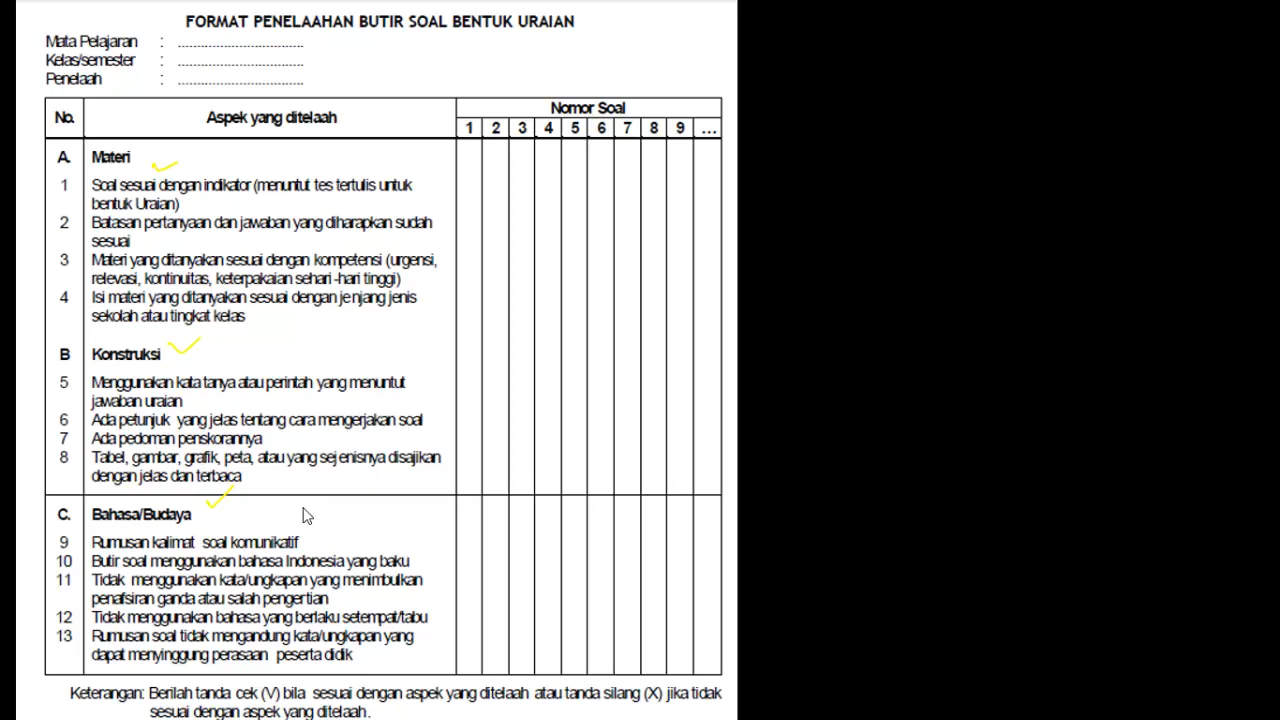 FORMAT PENELAAHAN BUTIR SOAL BENTUK URAIAN
Mata Pelajaran : .................................
Kelas/semester : .................................
Penelaah : .................................
No. Aspek yang ditelaah Nomor Soal
1 2 3 4 5 6 7 8 9 ...
A. Materi
1 Soal sesuai dengan indikator (menuntut tes tertulis untuk
bentuk Uraian)
2 Batasan pertanyaan dan jawaban yang diharapkan sudah
sesuai
3 Materi yang ditanyakan sesuai dengan kompetensi (urgensi,
relevasi, kontinuitas, keterpakaian sehari-hari tinggi)
4 Isi materi yang ditanyakan sesuai dengan jenjang jenis
sekolah atau tingkat kelas
B Konstruksi
5 Menggunakan kata tanya atau perintah yang menuntut
jawaban uraian
6 Ada petunjuk yang jelas tentang cara mengerjakan soal
7 Ada pedoman penskorannya
8 Tabel, gambar, grafik, peta, atau yang sejenisnya disajikan
dengan jelas dan terbaca
C. Bahasa/Budaya
9 Rumusan kalimat soal komunikatif
10 Butir soal menggunakan bahasa Indonesia yang baku
11 Tidak menggunakan kata/ungkapan yang menimbulkan
penafsiran ganda atau salah pengertian
12 Tidak menggunakan bahasa yang berlaku setempat/tabu
13 Rumusan soal tidak mengandung kata/ungkapan yang
dapat menyinggung perasaan peserta didik
Keterangan: Berilah tanda cek (V) bila sesuai dengan aspek yang ditelaah atau tanda silang (X) jika tidak
sesuai dengan aspek yang ditelaah.